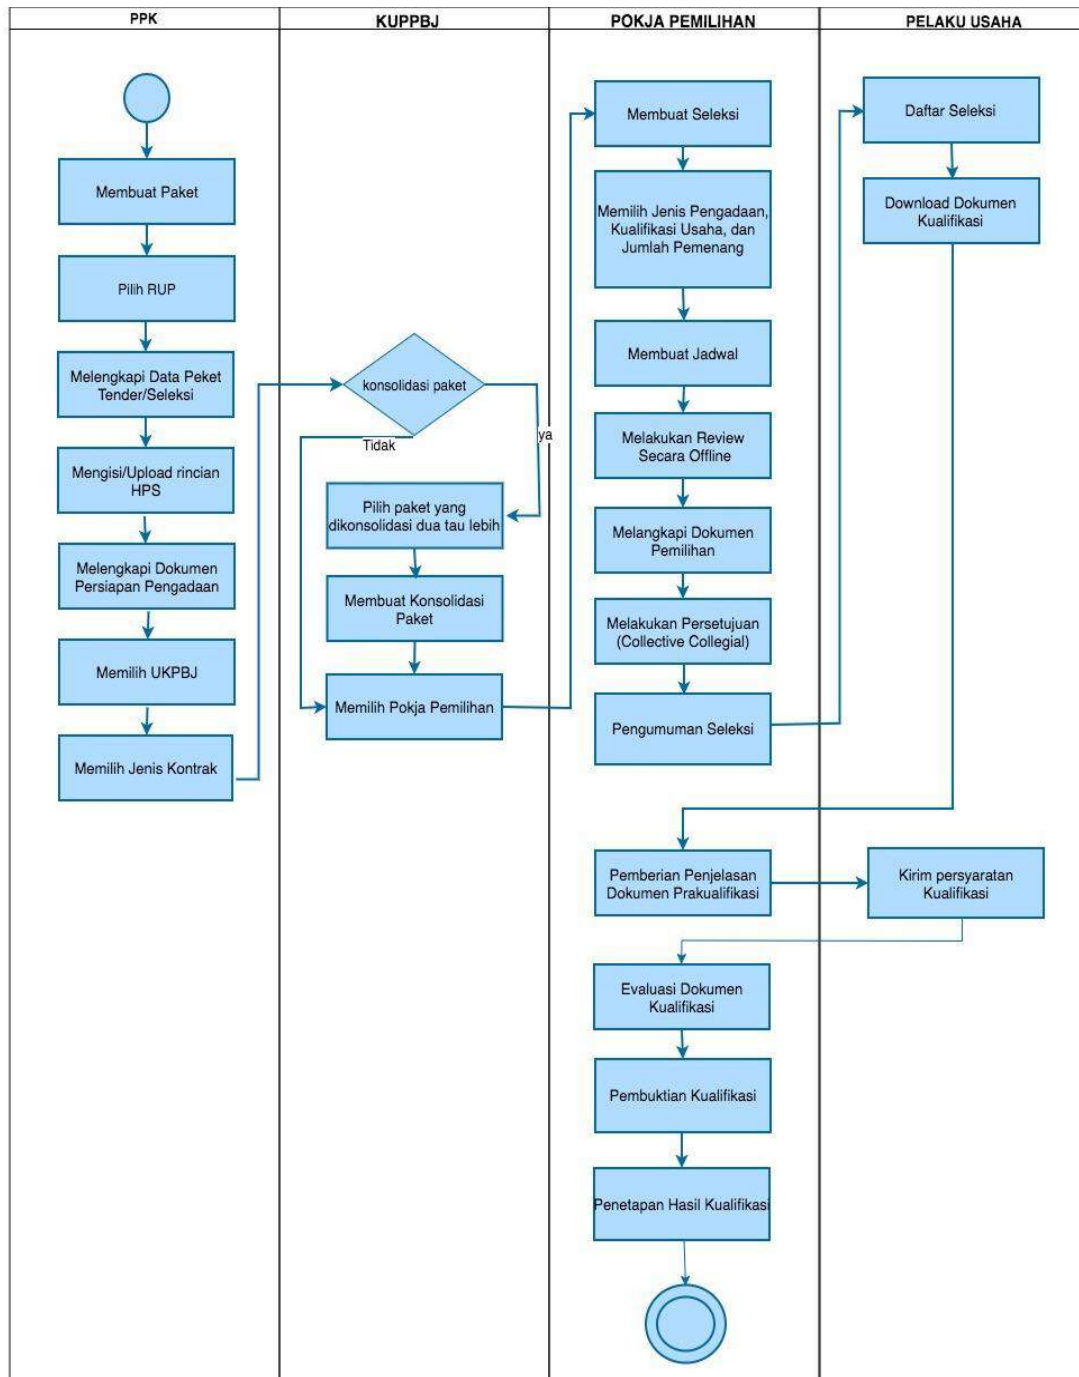 PPK
KUPPBJ
POKJA PEMILIHAN
PELAKU USAHA
Membuat Paket
Pilih RUP
Melengkapi Data Peket
Tender/Seleksi
Mengisi/Upload rincian
HPS
Melengkapi Dokumen
Persiapan Pengadaan
Memilih UKPBJ
Memilih Jenis Kontrak
konsolidasi paket
Tidak
ya
Pilih paket yang
dikonsolidasi dua tau lebih
Membuat Konsolidasi
Paket
Memilih Pokja Pemilihan
Membuat Seleksi
Memilih Jenis Pengadaan,
Kualifikasi Usaha, dan
Jumlah Pemenang
Membuat Jadwal
Melakukan Review
Secara Offline
Melangkapi Dokumen
Pemilihan
Melakukan Persetujuan
(Collective Collegial)
Pengumuman Seleksi
Daftar Seleksi
Download Dokumen
Kualifikasi
Pemberian Penjelasan
Dokumen Prakualifikasi
Kirim persyaratan
Kualifikasi
Evaluasi Dokumen
Kualifikasi
Pembuktian Kualifikasi
Penetapan Hasil Kualifikasi